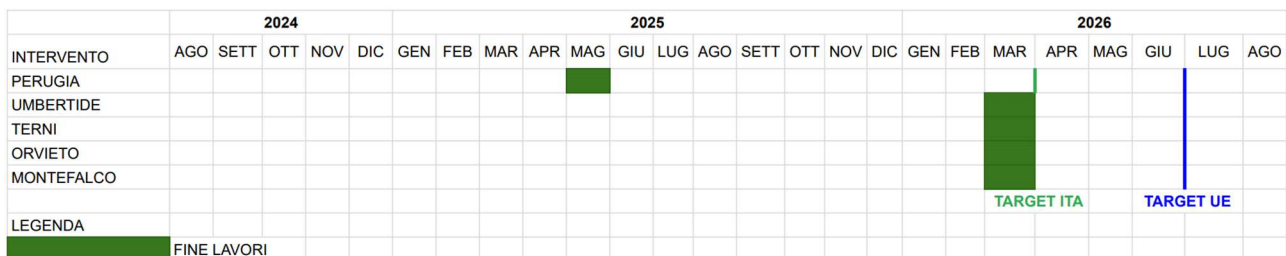 2024 2025 2026
INTERVENTO AGO SETT OTT NOV DIC GEN FEB MAR APR MAG GIU LUG AGO SETT OTT NOV DIC GEN FEB MAR APR MAG GIU LUG AGO
PERUGIA
UMBERTIDE
TERNI
ORVIETO
MONTEFALCO
TARGET ITA TARGET UE
LEGENDA
FINE LAVORI